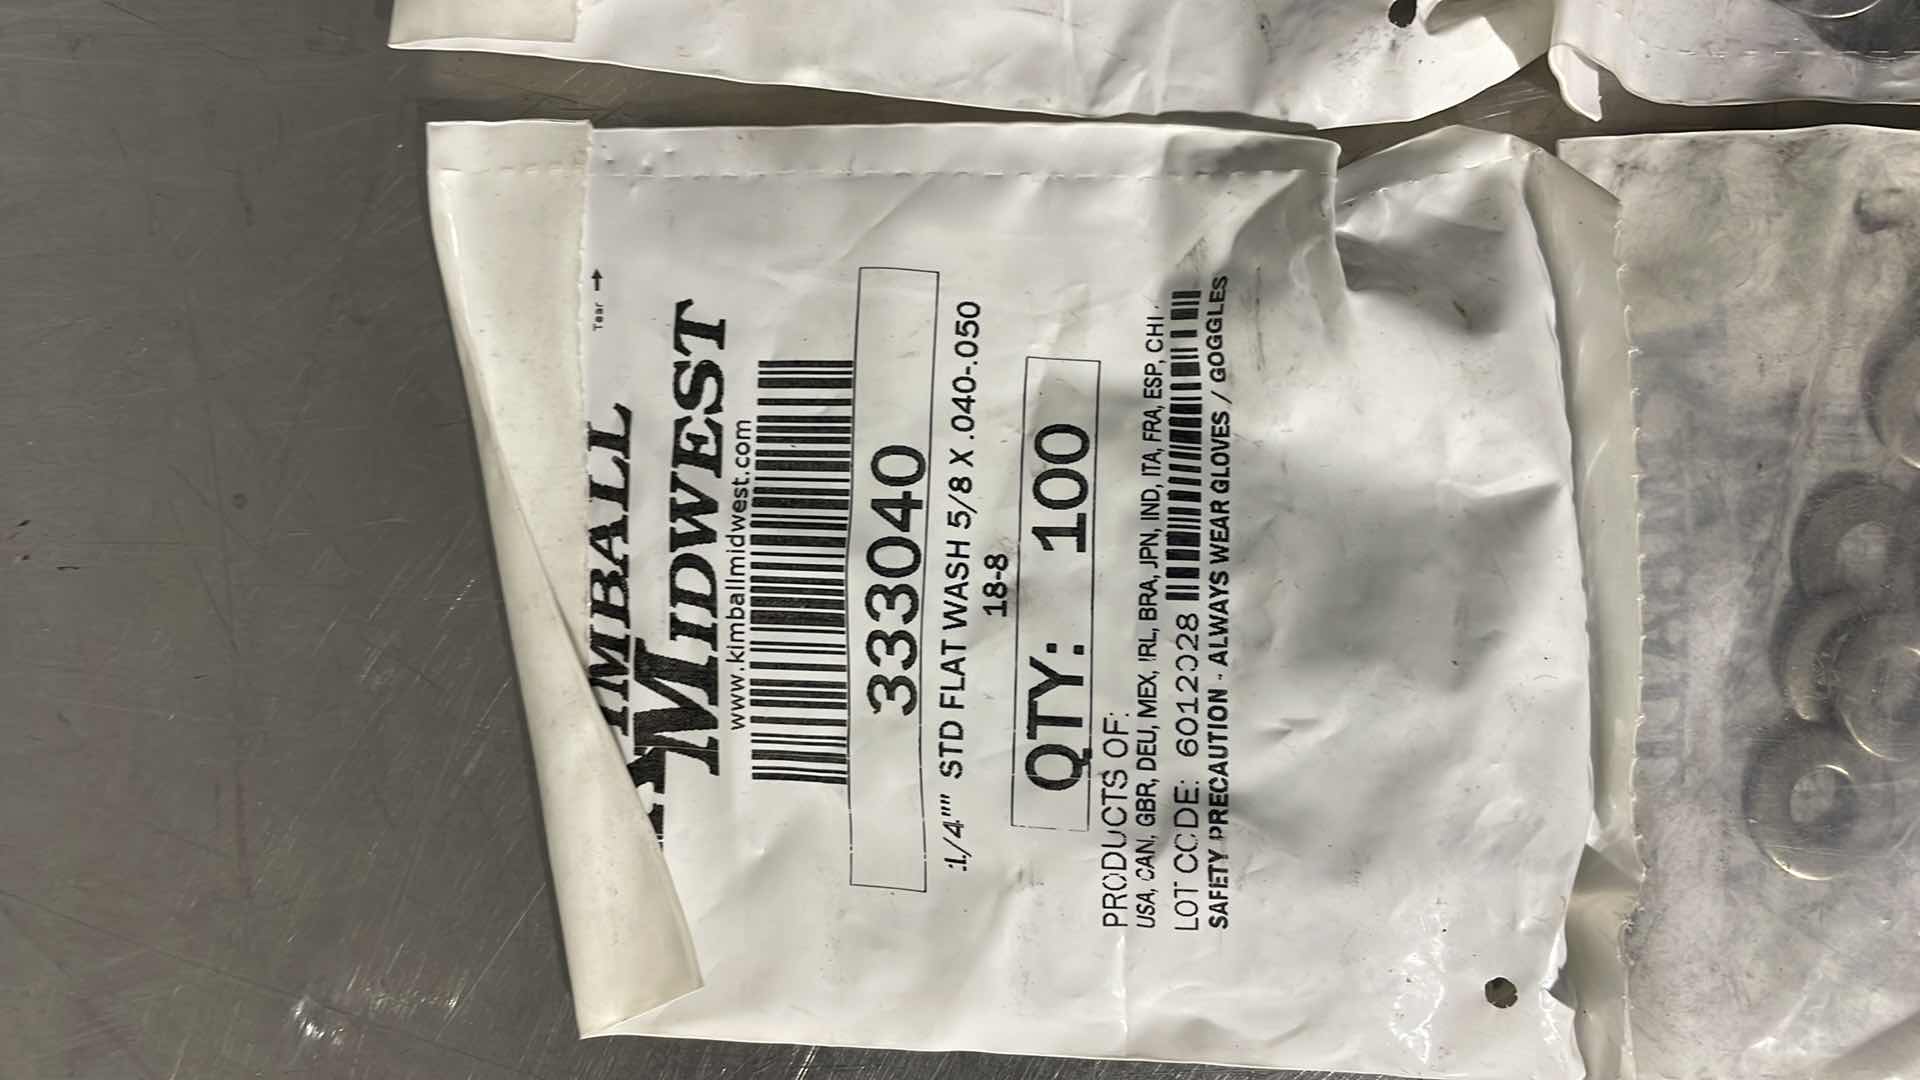 Tear →
KIMBALL
MIDWEST
www.kimballmidwest.com
333040
1/4"" STD FLAT WASH 5/8 X .040-.050
18-8
QTY: 100
PRODUCTS OF:
USA, CAN, GBR, DEU, MEX, IRL, BRA, JPN, IND, ITA, FRA, ESP, CHI,
LOT CODE: 6012028
SAFETY PRECAUTION - ALWAYS WEAR GLOVES / GOGGLES